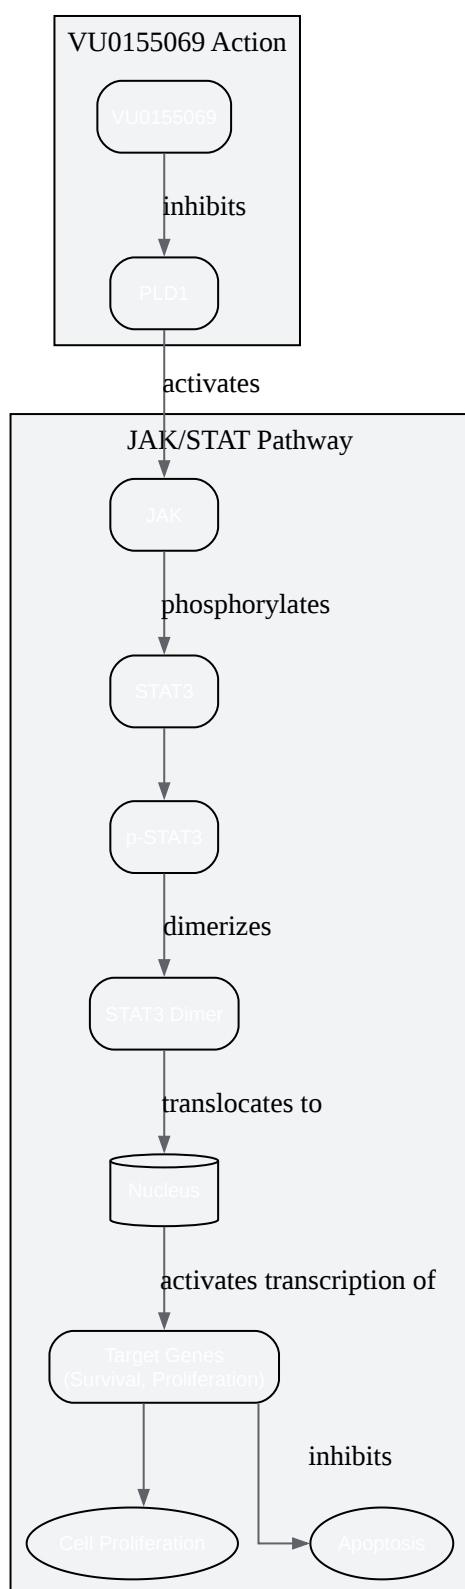 VU0155069 Action
VU0155069
inhibits
PLD1
activates
JAK/STAT Pathway
JAK
phosphorylates
STAT3
p-STAT3
dimerizes
STAT3 Dimer
translocates to
Nucleus
activates transcription of
Target Genes
(Survival, Proliferation)
inhibits
Cell Proliferation
Apoptosis